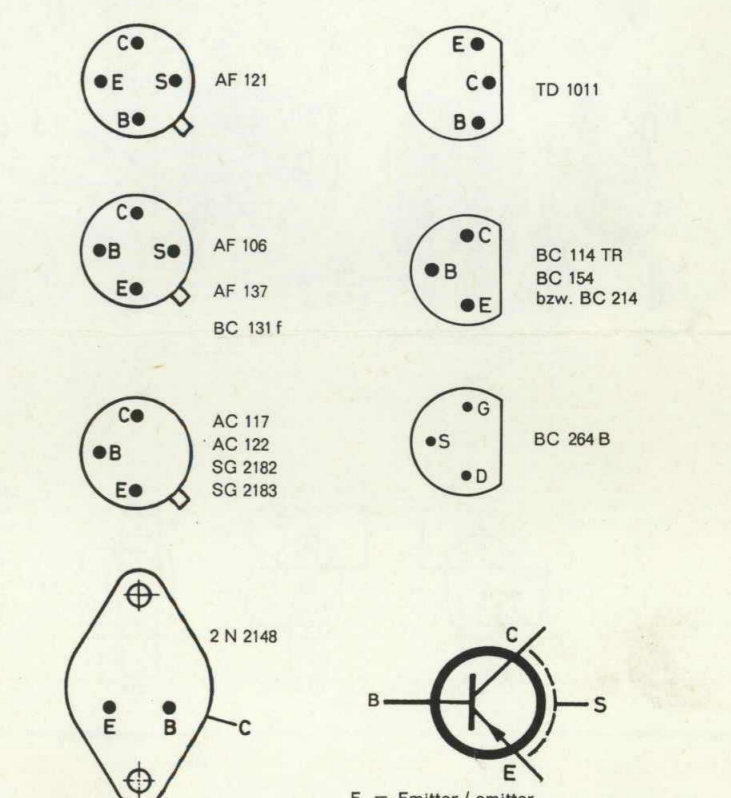 C
E S
B
AF 121
E
C
B
TD 1011
C
B S
E
AF 106
AF 137
BC 131 f
C
B
E
BC 114 TR
BC 154
bzw. BC 214
C
B
E
AC 117
AC 122
SG 2182
SG 2183
G
S
D
BC 264 B
2 N 2148
E B
C
C
B
S
E
E = Emitter / emitter